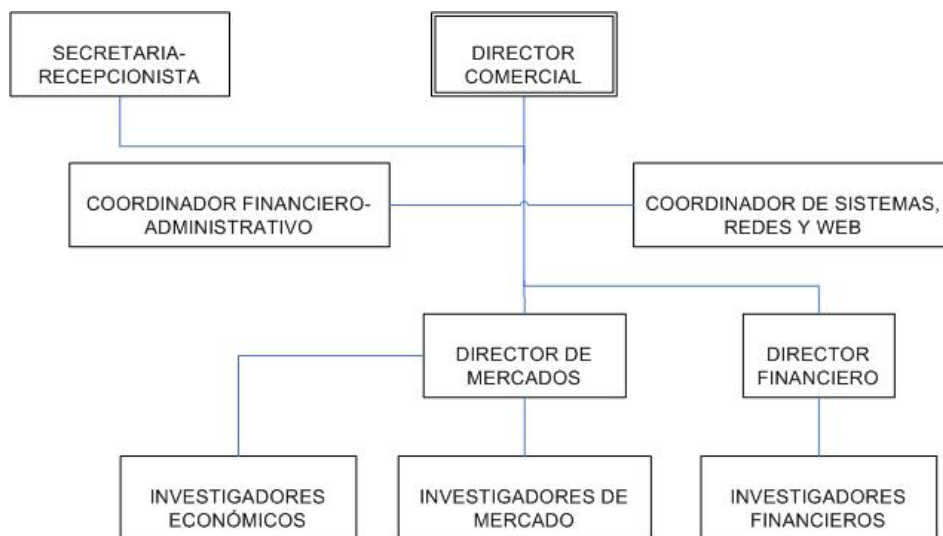 SECRETARIA-
RECEPCIONISTA
DIRECTOR
COMERCIAL
COORDINADOR FINANCIERO-
ADMINISTRATIVO
COORDINADOR DE SISTEMAS,
REDES Y WEB
DIRECTOR DE
MERCADOS
DIRECTOR
FINANCIERO
INVESTIGADORES
ECONÓMICOS
INVESTIGADORES DE
MERCADO
INVESTIGADORES
FINANCIEROS